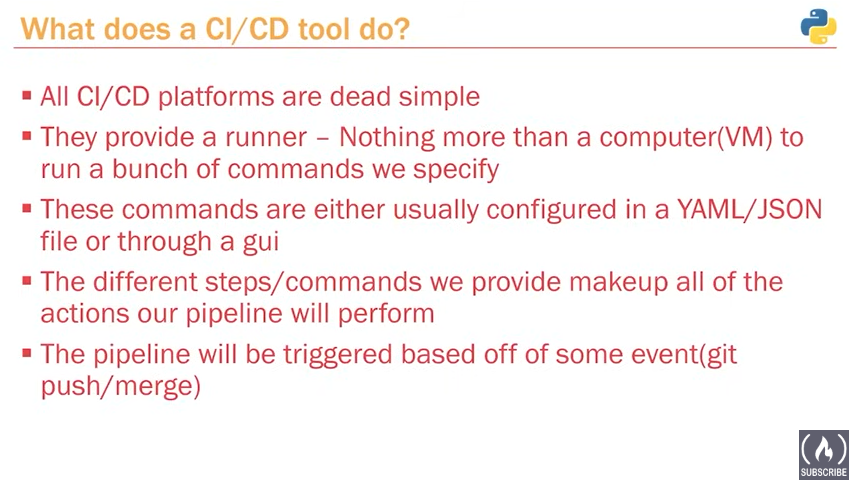 What does a CI/CD tool do?
▪ All CI/CD platforms are dead simple
▪ They provide a runner – Nothing more than a computer(VM) to
run a bunch of commands we specify
▪ These commands are either usually configured in a YAML/JSON
file or through a gui
▪ The different steps/commands we provide makeup all of the
actions our pipeline will perform
▪ The pipeline will be triggered based off of some event(git
push/merge)
SUBSCRIBE